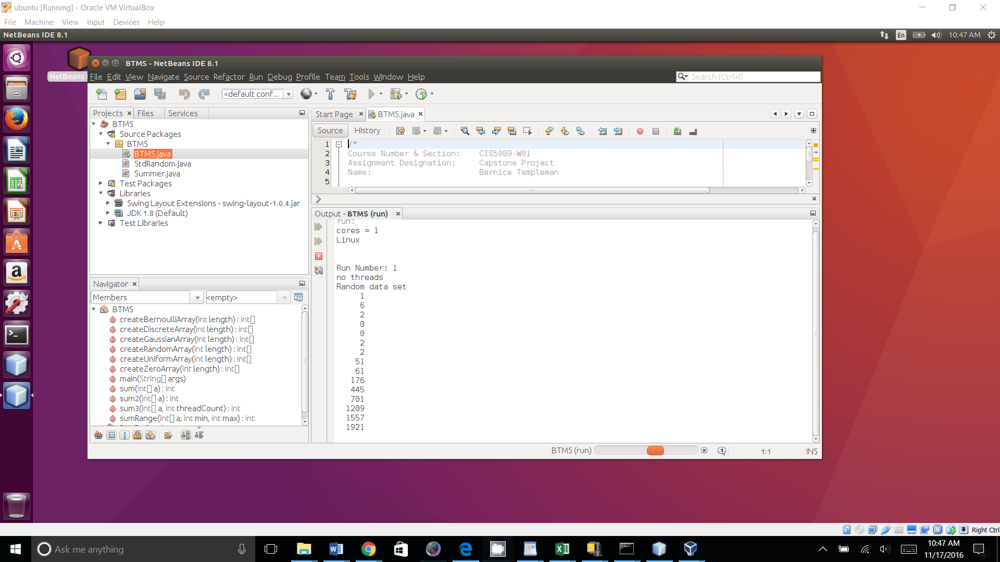 ubuntu [Running] - Oracle VM VirtualBox
File Machine View Input Devices Help
NetBeans IDE 8.1
En
10:47 AM
NetBeans
BTMS - NetBeans IDE 8.1
File Edit View Navigate Source Refactor Run Debug Profile Team Tools Window Help
Search (Ctrl+I)
<default conf...
Projects Files Services
BTMS
Source Packages
BTMS
BTMS.java
StdRandom.java
Summer.java
Test Packages
Libraries
Swing Layout Extensions - swing-layout-1.0.4.jar
JDK 1.8 (Default)
Test Libraries
Navigator
Members
<empty>
BTMS
createBernoulliArray(int length) : int[]
createDiscreteArray(int length) : int[]
createGaussianArray(int length) : int[]
createRandomArray(int length) : int[]
createUniformArray(int length) : int[]
createZeroArray(int length) : int[]
main(String[] args)
sum(int[] a) : int
sum2(int[] a) : int
sum3(int[] a, int threadCount) : int
sumRange(int[] a, int min, int max) : int
Start Page BTMS.java
Source History
1 /*
2 Course Number & Section: CIS5989-W01
3 Assignment Designation: Capstone Project
4 Name: Bernice Templeman
5
Output - BTMS (run)
run:
cores = 1
Linux
Run Number: 1
no threads
Random data set
1
6
2
0
0
2
2
51
61
176
445
701
1209
1557
1921
BTMS (run)
1
1:1
INS
Right Ctrl
Ask me anything
10:47 AM
11/17/2016